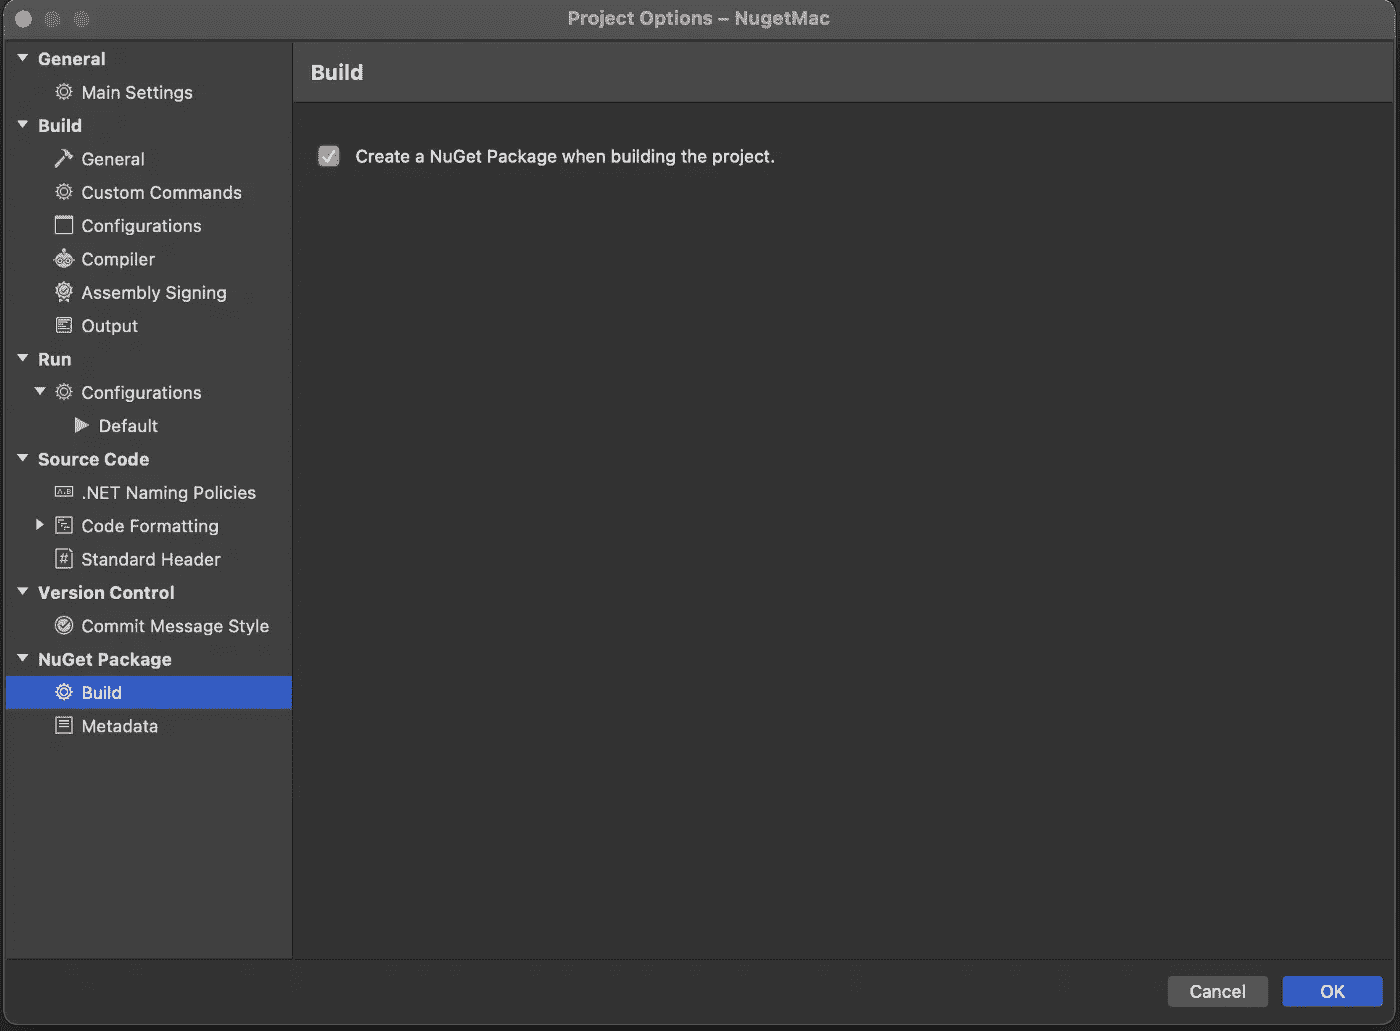 Project Options – NugetMac
General
Main Settings
Build
General
Custom Commands
Configurations
Compiler
Assembly Signing
Output
Run
Configurations
Default
Source Code
.NET Naming Policies
Code Formatting
Standard Header
Version Control
Commit Message Style
NuGet Package
Build
Metadata
Build
Create a NuGet Package when building the project.
Cancel
OK